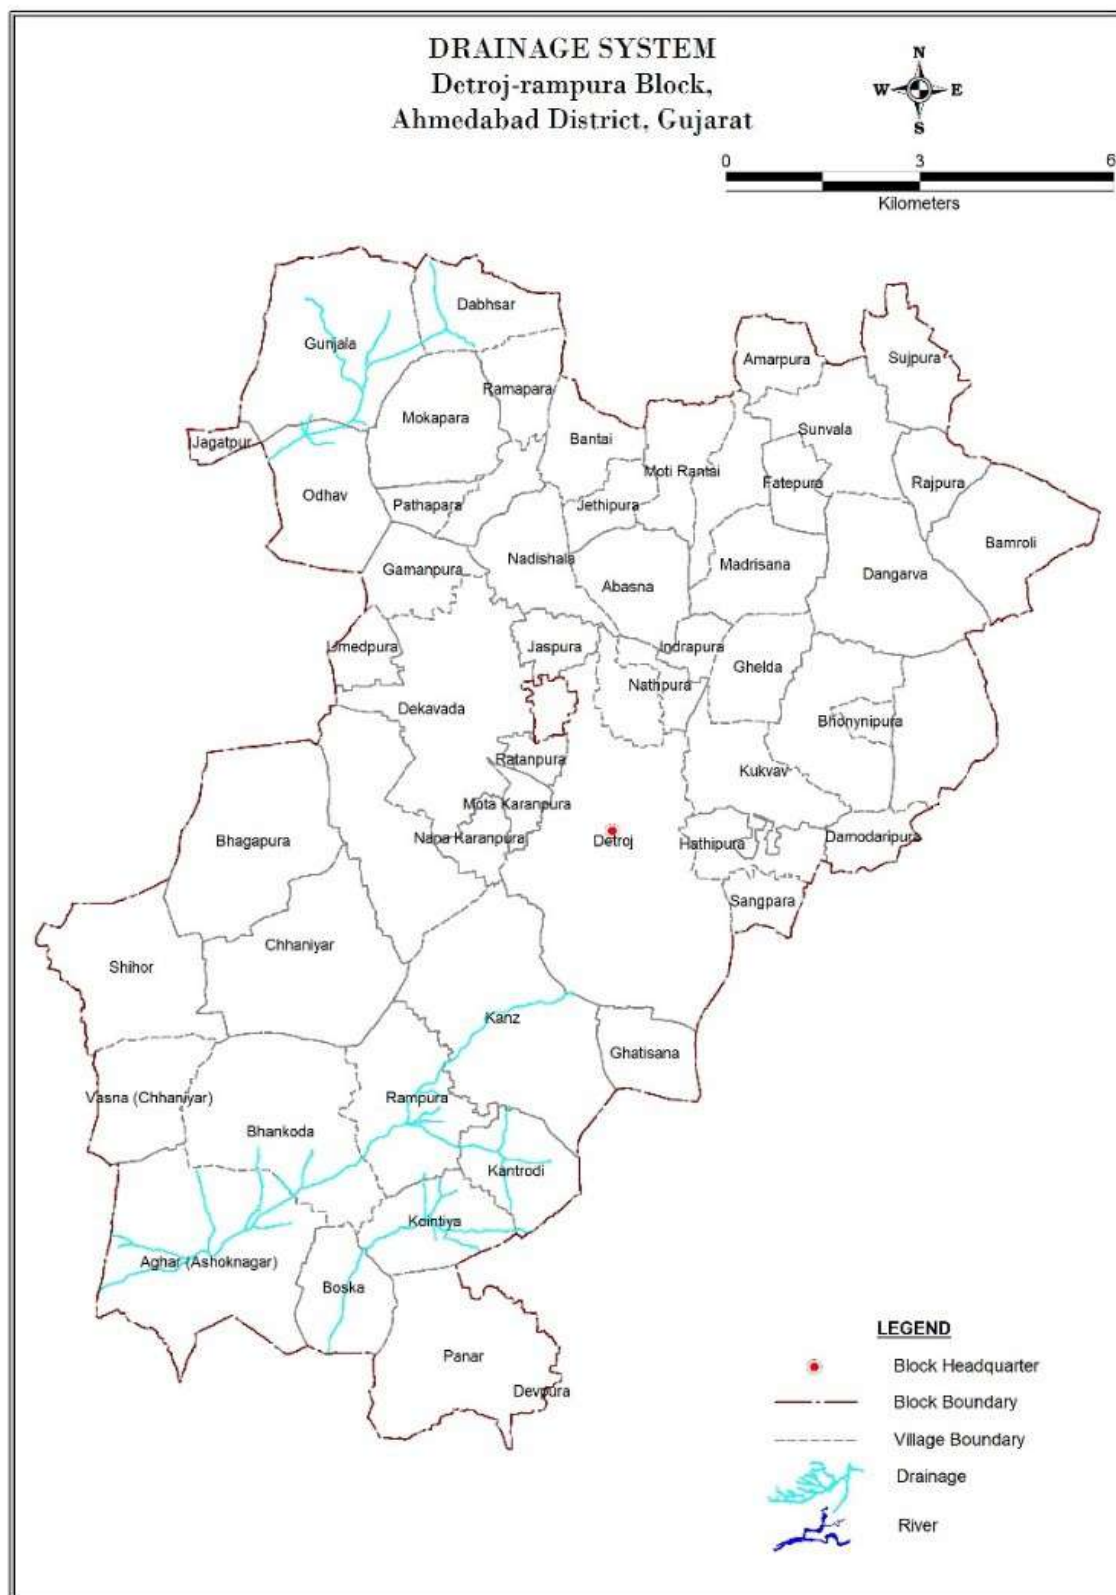 DRAINAGE SYSTEM
Detroj-rampura Block,
Ahmedabad District, Gujarat
N
W E
S
0 3 6
Kilometers
Dabhsar
Gunjala
Amarpura
Sujpura
Ramapara
Mokapara
Sunvala
Jagatpur
Bantai
Moti Rantai
Fatepura
Rajpura
Odhav
Pathapara
Jethipura
Bamroli
Nadishala
Madrisana
Gamanpura
Abasna
Dangarva
Umedpura
Jaspura
Indrapura
Ghelda
Nathpura
Dekavada
Bhonynipura
Ratanpura
Kukvav
Mota Karanpura
Bhagapura
Nana Karanpura
Detroj
Hathipura
Damodaripura
Sangpara
Chhaniyar
Shihor
Kanz
Ghatisana
Vasna (Chhaniyar)
Rampura
Bhankoda
Kantrodi
Kointiya
Aghar (Ashoknagar)
Boska
Panar
Devpura
LEGEND
Block Headquarter
Block Boundary
Village Boundary
Drainage
River